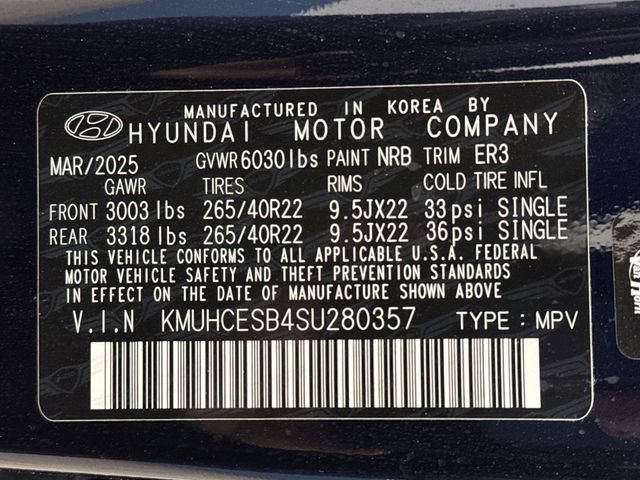 MANUFACTURED IN KOREA BY
HYUNDAI MOTOR COMPANY
MAR/2025 GVWR 6030 lbs PAINT NRB TRIM ER3
GAWR TIRES RIMS COLD TIRE INFL
FRONT 3003 lbs 265/40R22 9.5JX22 33 psi SINGLE
REAR 3318 lbs 265/40R22 9.5JX22 36 psi SINGLE
THIS VEHICLE CONFORMS TO ALL APPLICABLE U.S.A. FEDERAL
MOTOR VEHICLE SAFETY AND THEFT PREVENTION STANDARDS
IN EFFECT ON THE DATE OF MANUFACTURE SHOWN ABOVE
V.I.N KMUHCESB4SU280357 TYPE : MPV